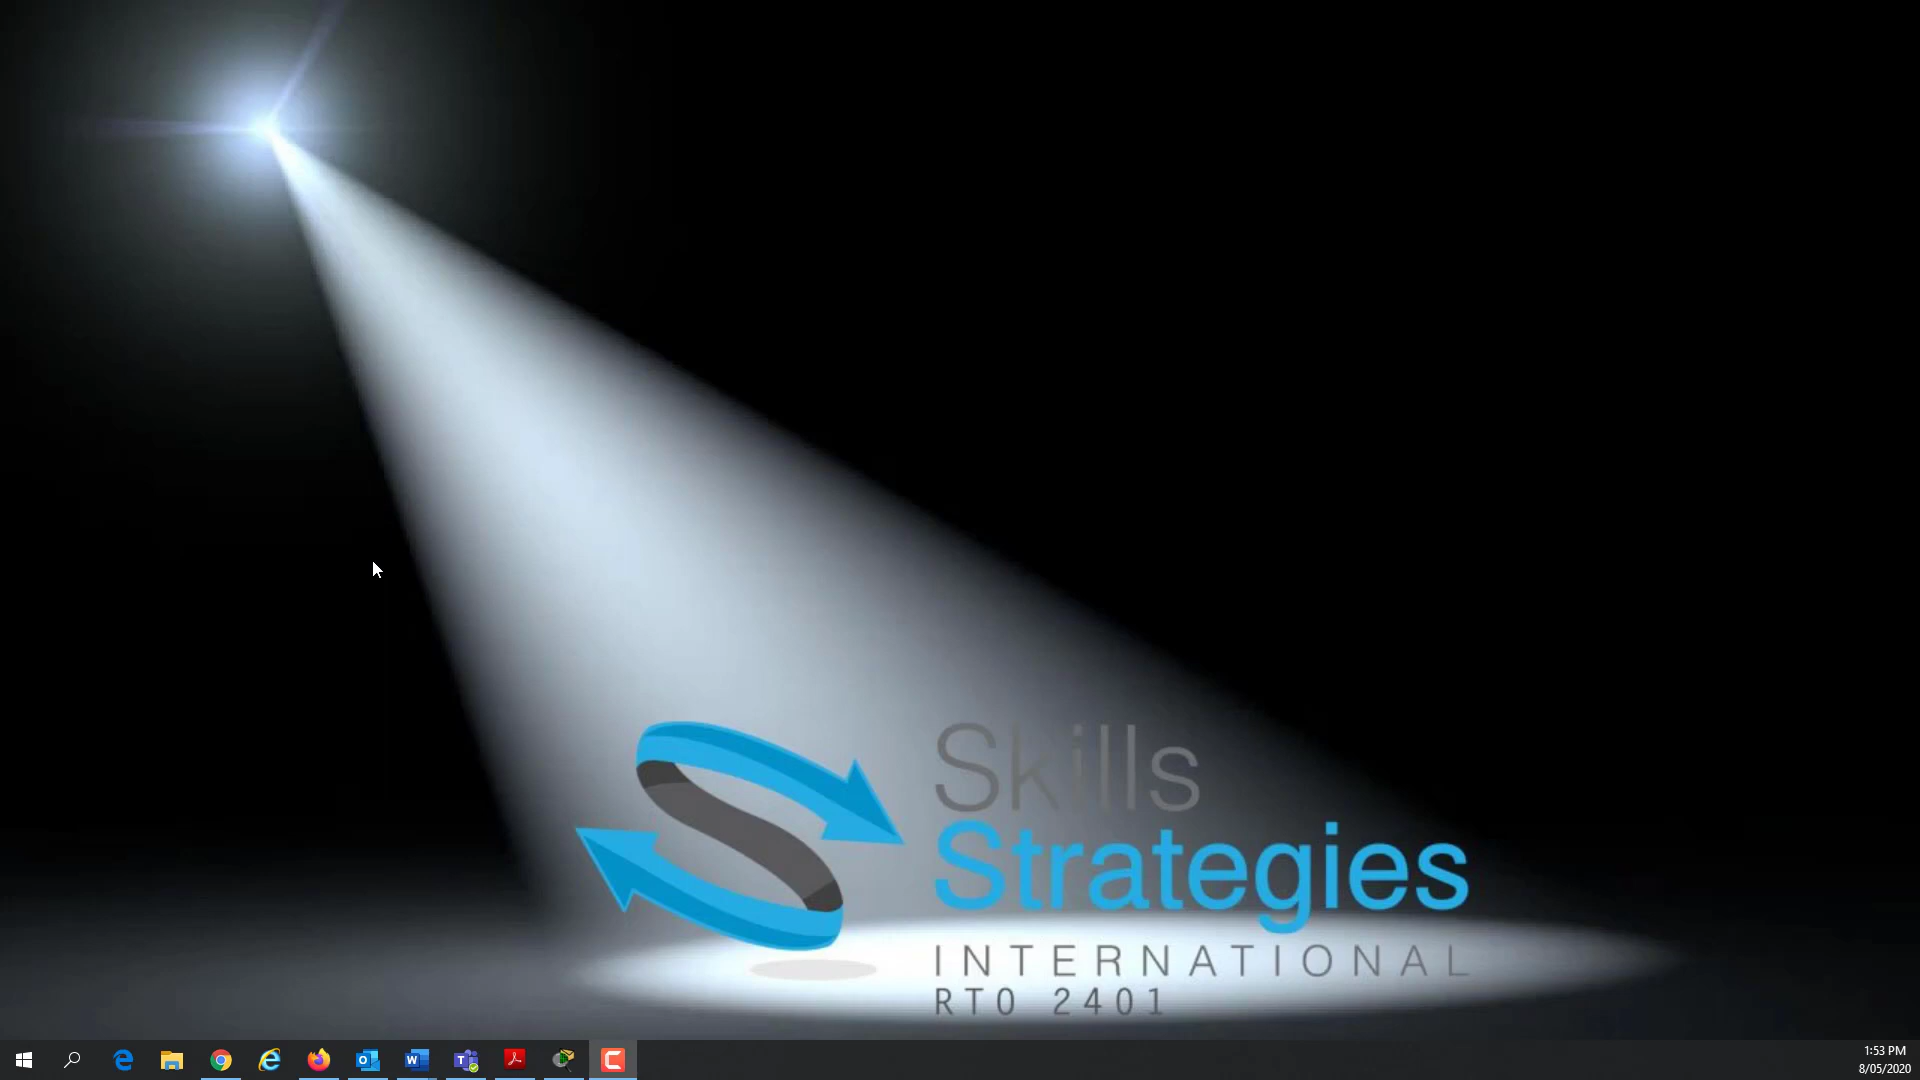 Skills
Strategies
INTERNATIONAL
RTO 2401
1:53 PM
8/05/2020